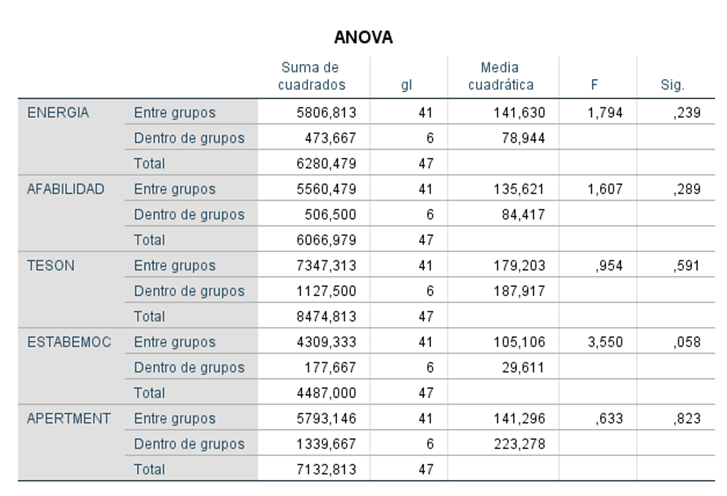 ANOVA
Suma de cuadrados gl Media cuadrática F Sig.
ENERGIA Entre grupos 5806,813 41 141,630 1,794 ,239
Dentro de grupos 473,667 6 78,944
Total 6280,479 47
AFABILIDAD Entre grupos 5560,479 41 135,621 1,607 ,289
Dentro de grupos 506,500 6 84,417
Total 6066,979 47
TESON Entre grupos 7347,313 41 179,203 ,954 ,591
Dentro de grupos 1127,500 6 187,917
Total 8474,813 47
ESTABEMOC Entre grupos 4309,333 41 105,106 3,550 ,058
Dentro de grupos 177,667 6 29,611
Total 4487,000 47
APERTMENT Entre grupos 5793,146 41 141,296 ,633 ,823
Dentro de grupos 1339,667 6 223,278
Total 7132,813 47